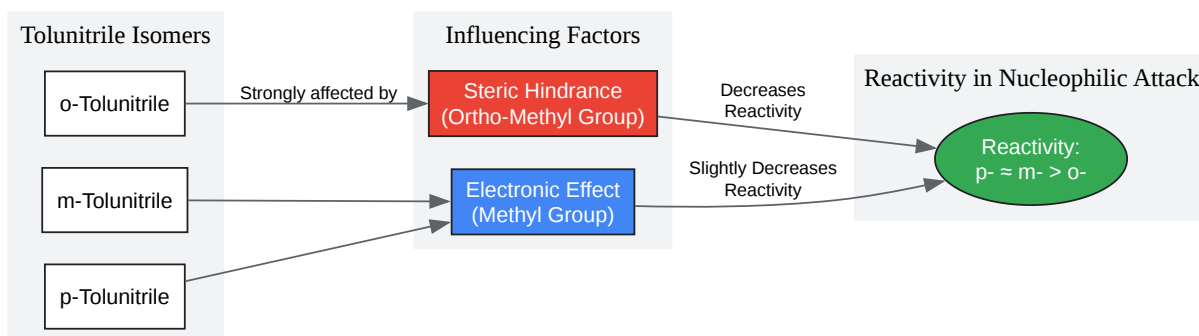 Tolunitrile Isomers
o-Tolunitrile
m-Tolunitrile
p-Tolunitrile
Strongly affected by
Influencing Factors
Steric Hindrance
(Ortho-Methyl Group)
Electronic Effect
(Methyl Group)
Decreases
Reactivity
Slightly Decreases
Reactivity
Reactivity in Nucleophilic Attack
Reactivity:
p- ≈ m- > o-